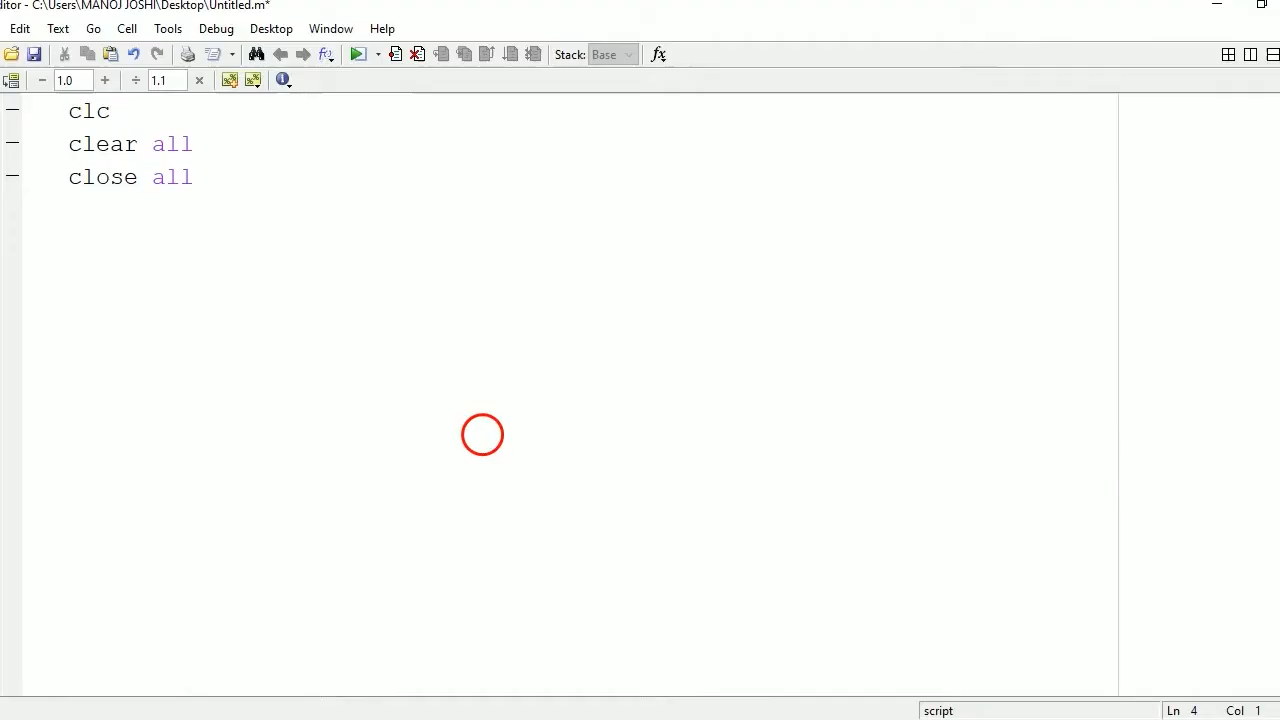 ditor - C:\Users\MANOJ JOSHI\Desktop\Untitled.m*
Edit Text Go Cell Tools Debug Desktop Window Help
Stack: Base fx
− 1.0 + ÷ 1.1 ×
clc
clear all
close all
script Ln 4 Col 1